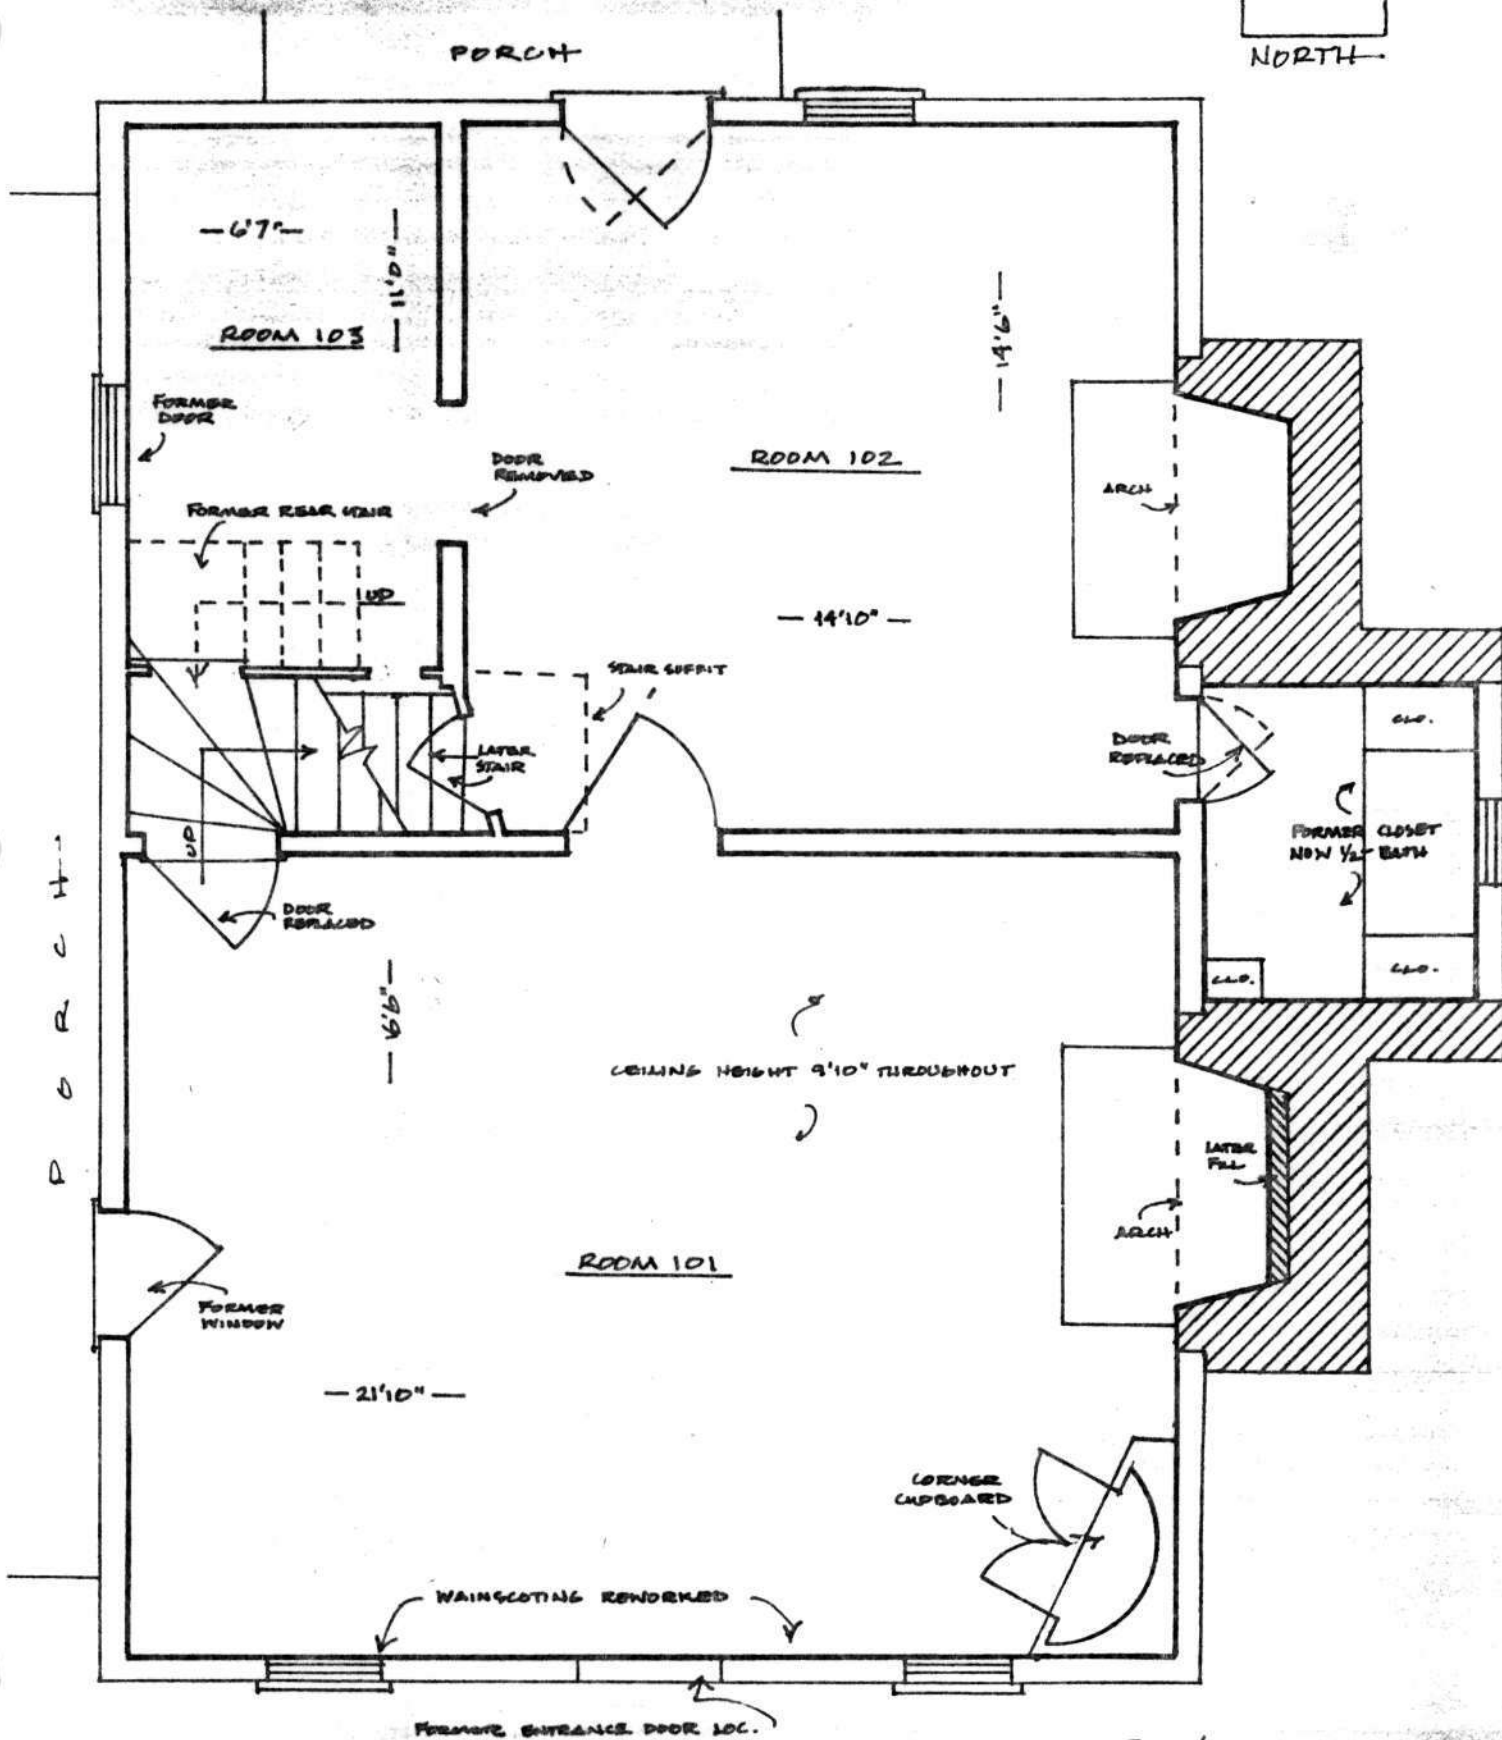 PORCH
NORTH
6'7"
11'0"
ROOM 103
14'6"
FORMER
DOOR
DOOR
REMOVED
ROOM 102
ARCH
FORMER REAR STAIR
UP
14'10"
STAIR SOFFIT
LATER
STAIR
DOOR
REPLACED
CLO.
UP
FORMER CLOSET
NOW 1/2 BATH
DOOR
REPLACED
PORCH
CLO.
CLO.
16'6"
CEILING HEIGHT 9'10" THROUGHOUT
LATER
FILL
ARCH
ROOM 101
FORMER
WINDOW
21'10"
CORNER
CUPBOARD
WAINSCOTING REWORKED
FORMER ENTRANCE DOOR LOC.